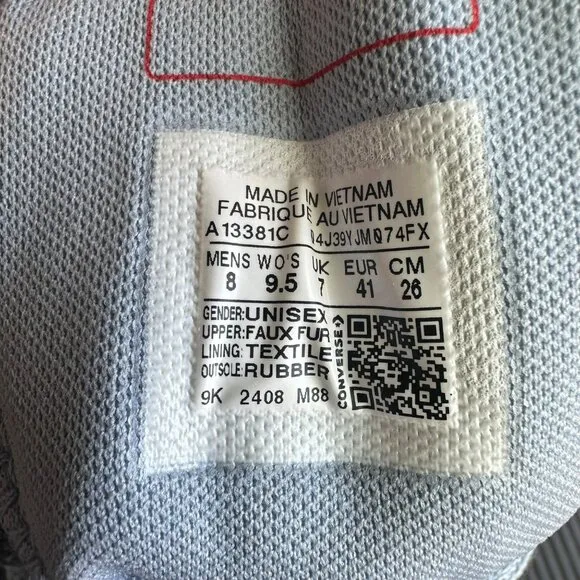 MADE IN VIETNAM
FABRIQUE AU VIETNAM
A13381C 04J39YJM074FX
MENS WO'S UK EUR CM
8 9.5 7 41 26
GENDER:UNISEX
UPPER:FAUX FUR
LINING:TEXTILE
OUTSOLE:RUBBER
9K 2408 M88
CONVERSE